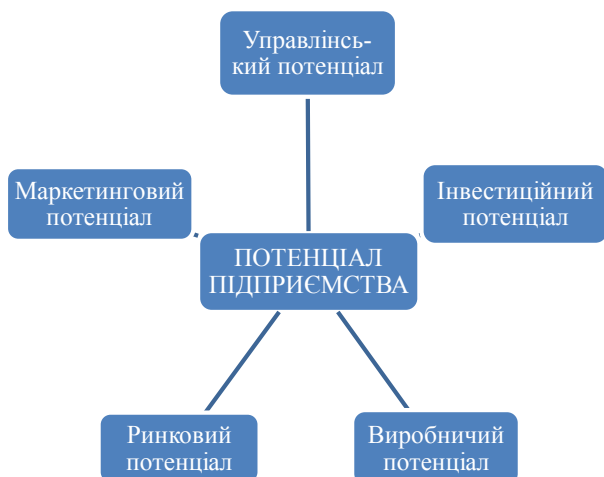 Управлінсь-
кий потенціал
Маркетинговий
потенціал
Інвестиційний
потенціал
ПОТЕНЦІАЛ
ПІДПРИЄМСТВА
Ринковий
потенціал
Виробничий
потенціал